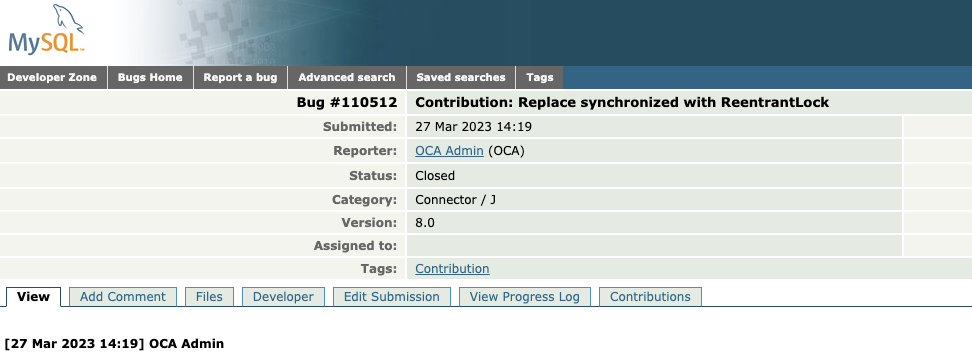 MySQL™
Developer Zone Bugs Home Report a bug Advanced search Saved searches Tags
Bug #110512 Contribution: Replace synchronized with ReentrantLock
Submitted: 27 Mar 2023 14:19
Reporter: OCA Admin (OCA)
Status: Closed
Category: Connector / J
Version: 8.0
Assigned to:
Tags: Contribution
View Add Comment Files Developer Edit Submission View Progress Log Contributions
[27 Mar 2023 14:19] OCA Admin